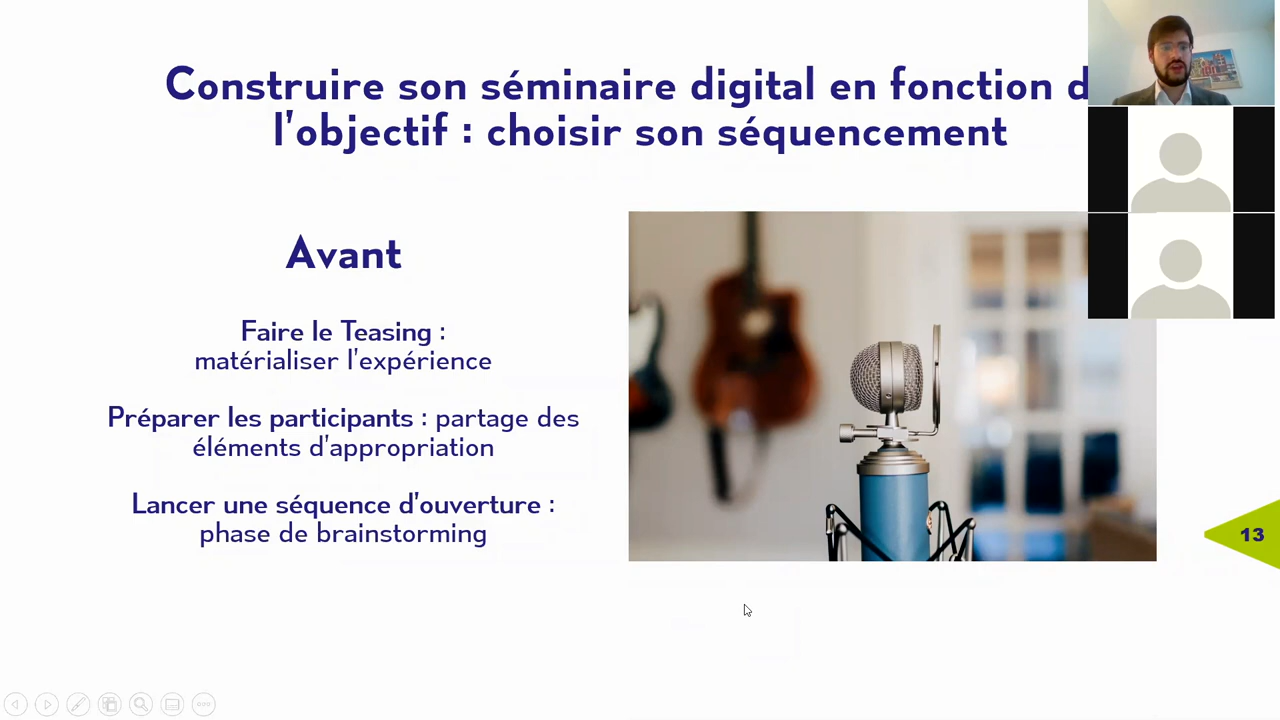 Construire son séminaire digital en fonction d
l'objectif : choisir son séquencement
Avant
Faire le Teasing :
matérialiser l'expérience
Préparer les participants : partage des
éléments d'appropriation
Lancer une séquence d'ouverture :
phase de brainstorming
13